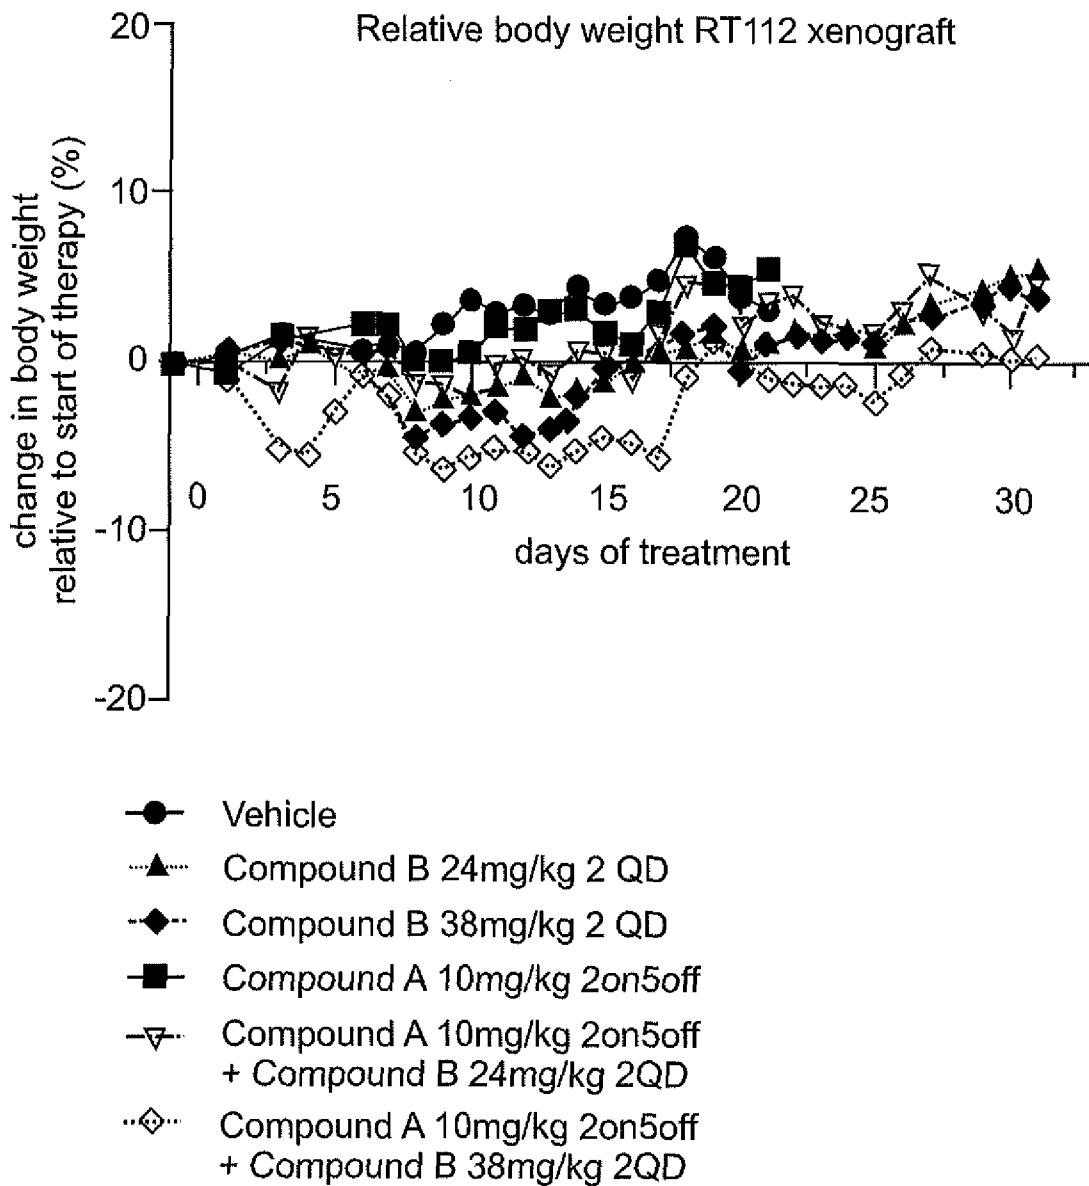 Relative body weight RT112 xenograft
change in body weight
relative to start of therapy (%)
20
10
0
-10
-20
0 5 10 15 20 25 30
days of treatment
Vehicle
Compound B 24mg/kg 2 QD
Compound B 38mg/kg 2 QD
Compound A 10mg/kg 2on5off
Compound A 10mg/kg 2on5off
+ Compound B 24mg/kg 2QD
Compound A 10mg/kg 2on5off
+ Compound B 38mg/kg 2QD